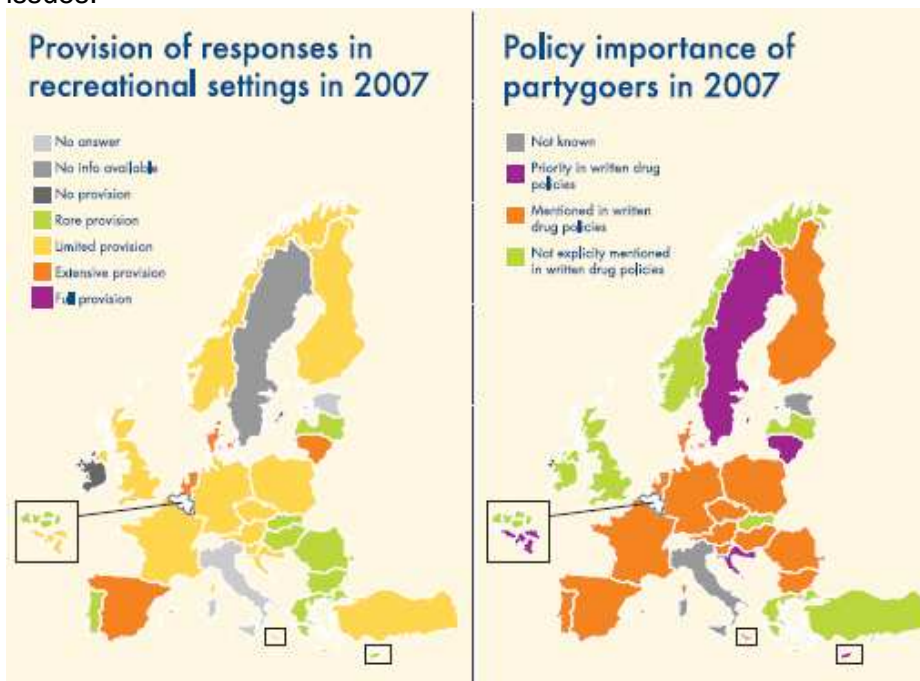 issues.
Provision of responses in
recreational settings in 2007
No answer
No info available
No provision
Rare provision
Limited provision
Extensive provision
Full provision
Policy importance of
partygoers in 2007
Not known
Priority in written drug
policies
Mentioned in written
drug policies
Not explicity mentioned
in written drug policies